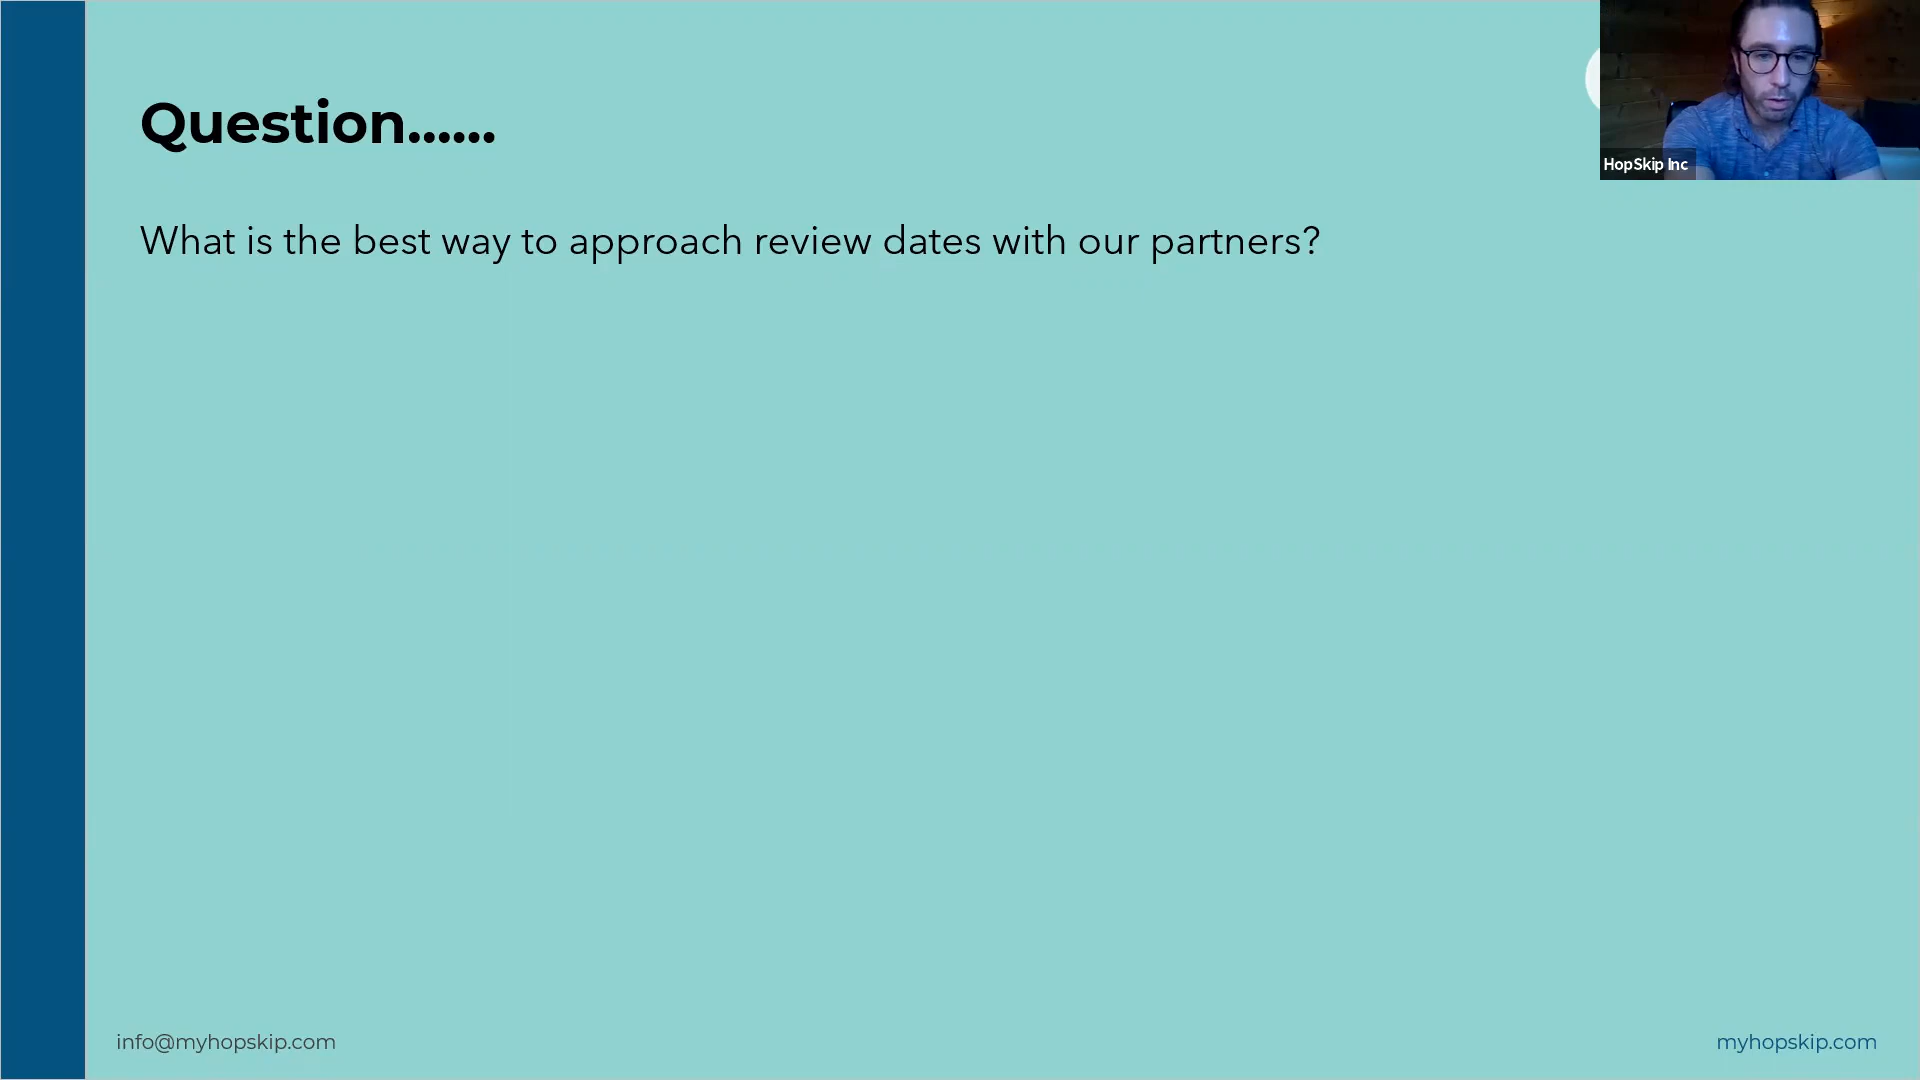 Question......
HopSkip Inc
What is the best way to approach review dates with our partners?
info@myhopskip.com
myhopskip.com